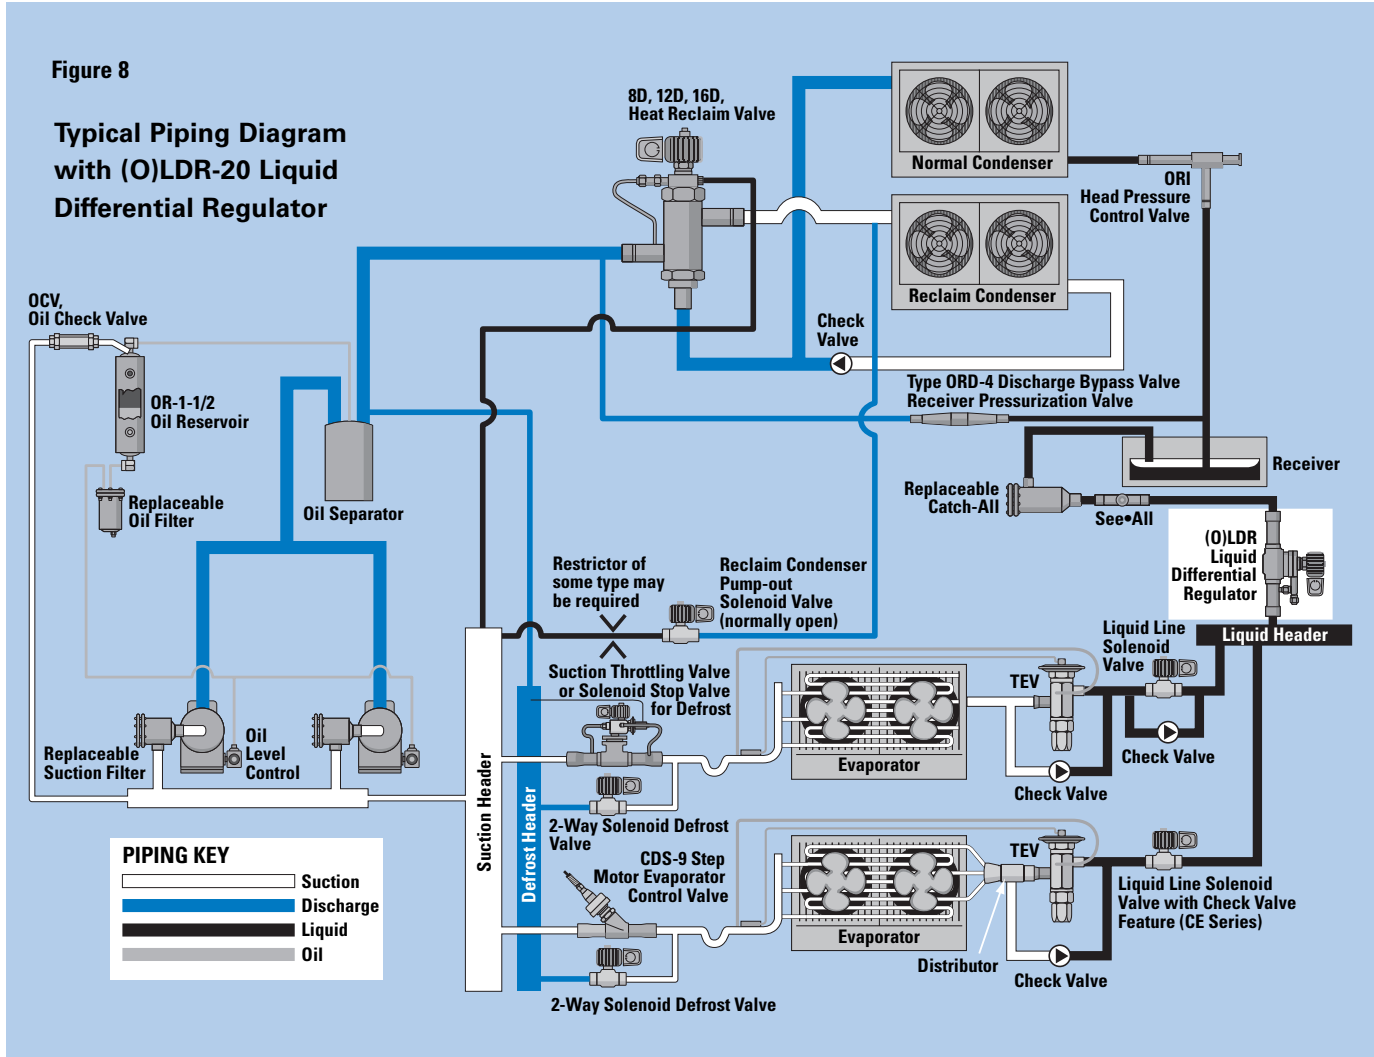 Figure 8
Typical Piping Diagram
with (O)LDR-20 Liquid
Differential Regulator
8D, 12D, 16D,
Heat Reclaim Valve
Normal Condenser
ORI
Head Pressure
Control Valve
Reclaim Condenser
OCV,
Oil Check Valve
Check
Valve
Type ORD-4 Discharge Bypass Valve
Receiver Pressurization Valve
OR-1-1/2
Oil Reservoir
Receiver
Replaceable
Catch-All
See•All
Replaceable
Oil Filter
Oil Separator
(O)LDR
Liquid
Differential
Regulator
Restrictor of
some type may
be required
Reclaim Condenser
Pump-out
Solenoid Valve
(normally open)
Liquid Header
Liquid Line
Solenoid
Valve
Suction Throttling Valve
or Solenoid Stop Valve
for Defrost
TEV
Replaceable
Suction Filter
Oil
Level
Control
Check Valve
Evaporator
Check Valve
Suction Header
Defrost Header
2-Way Solenoid Defrost
Valve
CDS-9 Step
Motor Evaporator
Control Valve
TEV
Liquid Line Solenoid
Valve with Check Valve
Feature (CE Series)
Evaporator
Distributor
Check Valve
2-Way Solenoid Defrost Valve
PIPING KEY
Suction
Discharge
Liquid
Oil